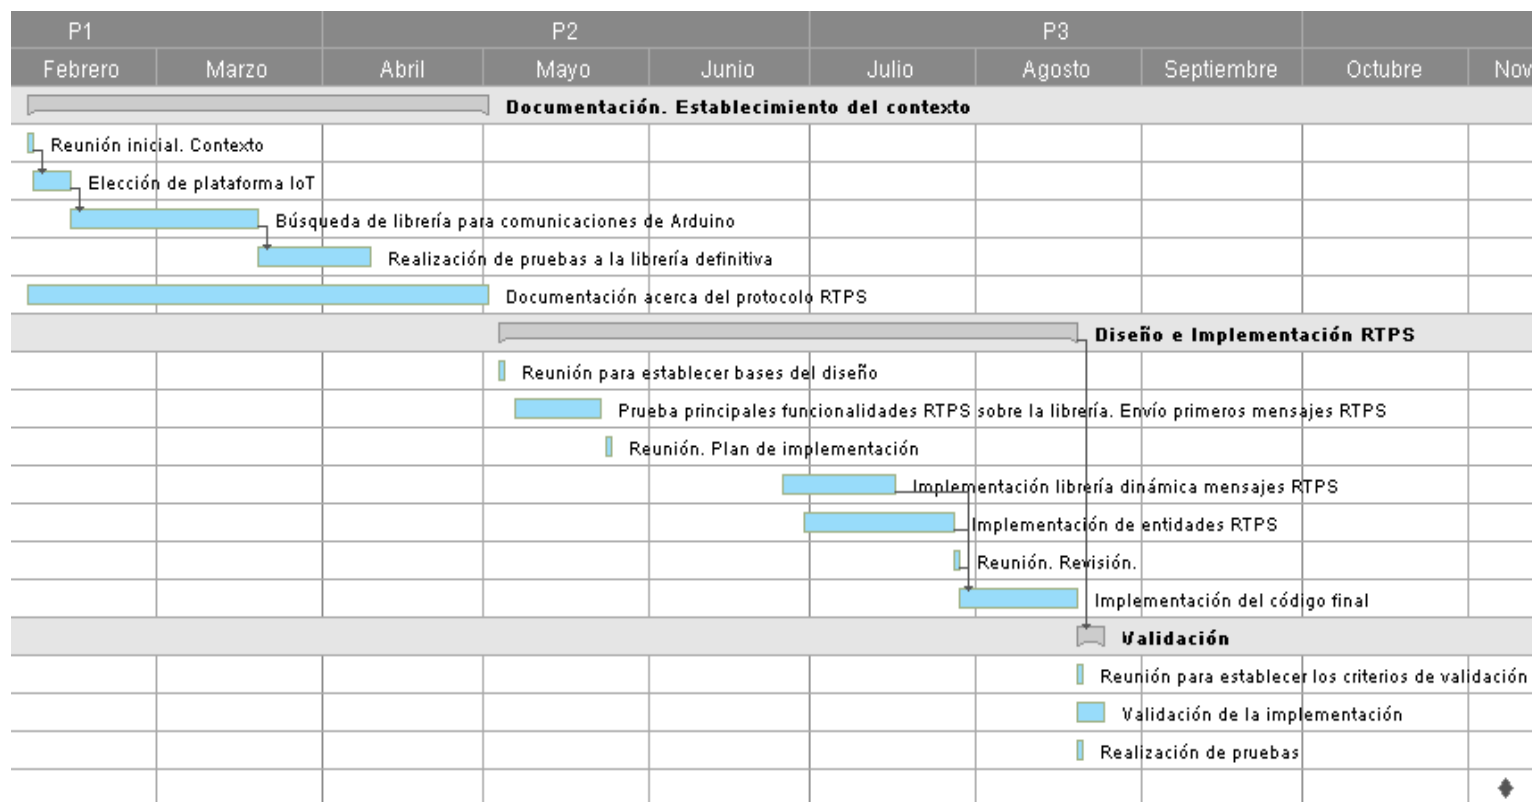 P1 P2 P3
Febrero Marzo Abril Mayo Junio Julio Agosto Septiembre Octubre Nov
Documentación. Establecimiento del contexto
Reunión inicial. Contexto
Elección de plataforma IoT
Búsqueda de librería para comunicaciones de Arduino
Realización de pruebas a la librería definitiva
Documentación acerca del protocolo RTPS
Diseño e Implementación RTPS
Reunión para establecer bases del diseño
Prueba principales funcionalidades RTPS sobre la librería. Envío primeros mensajes RTPS
Reunión. Plan de implementación
Implementación librería dinámica mensajes RTPS
Implementación de entidades RTPS
Reunión. Revisión.
Implementación del código final
Validación
Reunión para establecer los criterios de validación
Validación de la implementación
Realización de pruebas